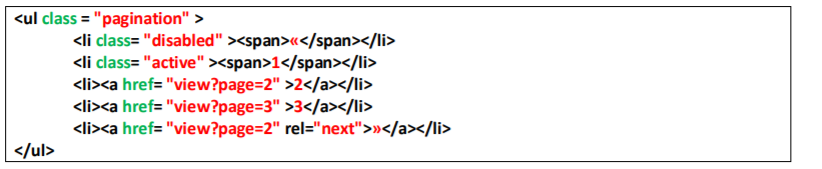 <ul class = "pagination" >
<li class= "disabled" ><span>«</span></li>
<li class= "active" ><span>1</span></li>
<li><a href= "view?page=2" >2</a></li>
<li><a href= "view?page=3" >3</a></li>
<li><a href= "view?page=2" rel="next">»</a></li>
</ul>